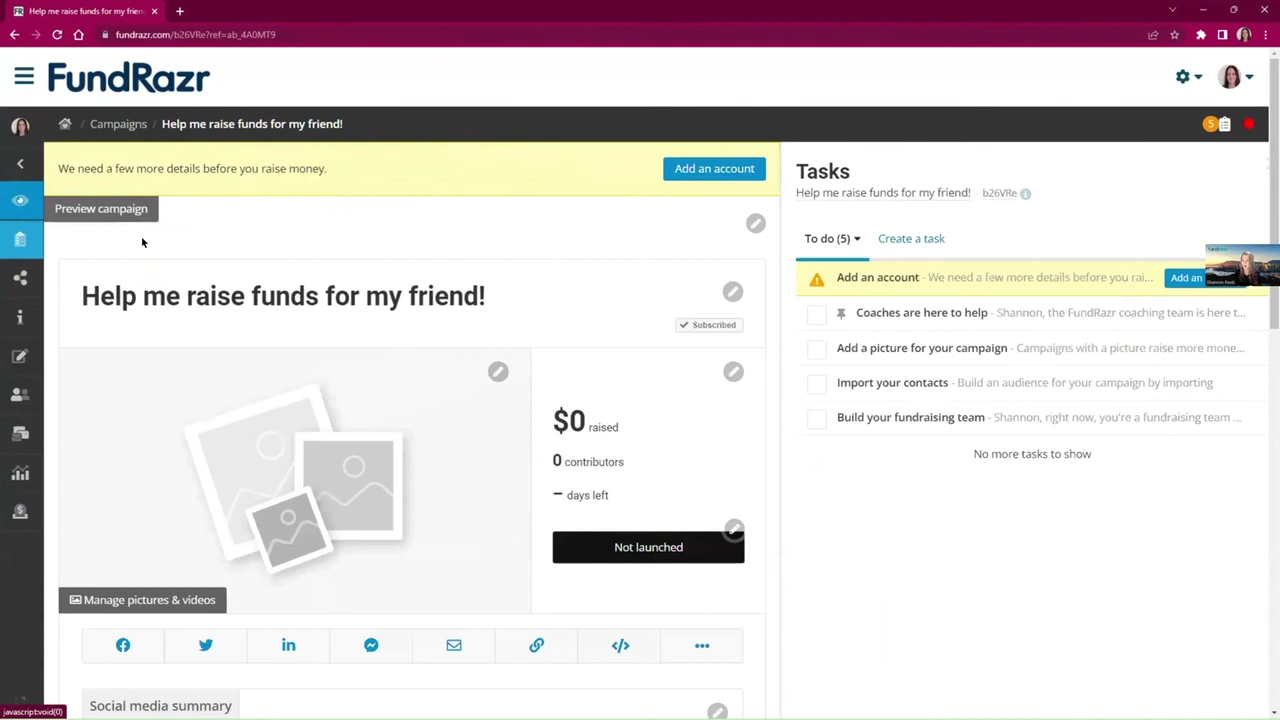 FR Help me raise funds for my frien
fundrazr.com/b26VRe?ref=ab_4A0MT9
FundRazr
/ Campaigns / Help me raise funds for my friend!
5
We need a few more details before you raise money.
Add an account
Preview campaign
Help me raise funds for my friend!
Subscribed
$0 raised
0 contributors
– days left
Not launched
Manage pictures & videos
Social media summary
Tasks
Help me raise funds for my friend! b26VRe
To do (5) Create a task
Add an account - We need a few more details before you rai... Add an
Coaches are here to help - Shannon, the FundRazr coaching team is here t...
Add a picture for your campaign - Campaigns with a picture raise more mone...
Import your contacts - Build an audience for your campaign by importing
Build your fundraising team - Shannon, right now, you're a fundraising team ...
No more tasks to show
javascript:void(0)